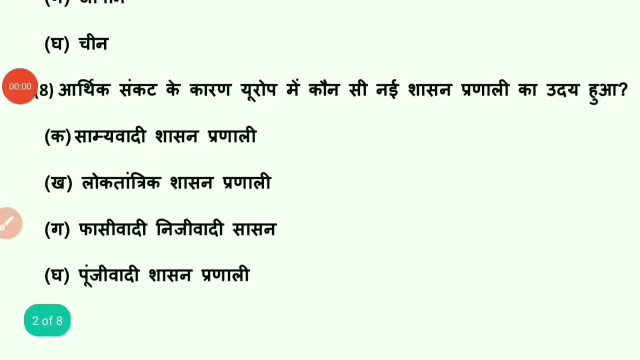 (घ) चीन
00:00
(8) आर्थिक संकट के कारण यूरोप में कौन सी नई शासन प्रणाली का उदय हुआ?
(क) साम्यवादी शासन प्रणाली
(ख) लोकतांत्रिक शासन प्रणाली
(ग) फासीवादी निजीवादी सासन
(घ) पूंजीवादी शासन प्रणाली
2 of 8